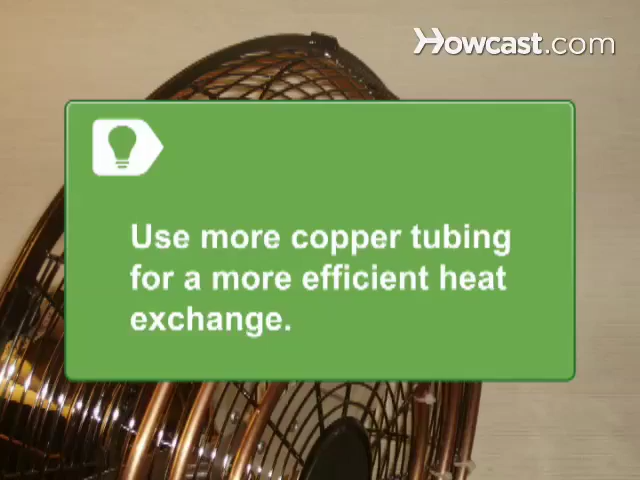 Howcast.com
Use more copper tubing
for a more efficient heat
exchange.